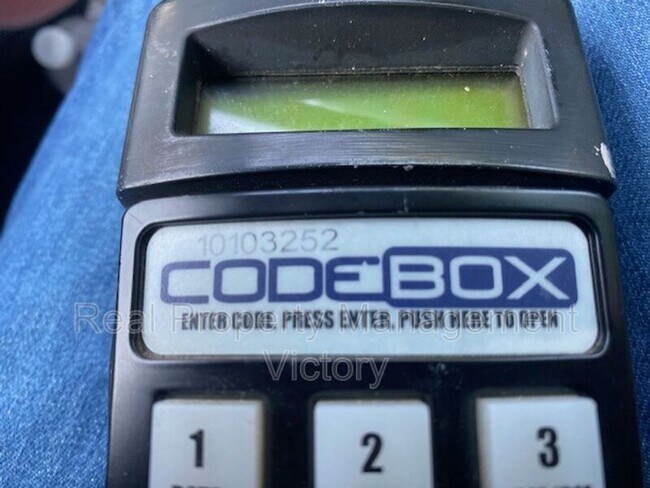 10103252
CODEBOX
ENTER CODE, PRESS ENTER, PUSH HERE TO OPEN
Real Property Management
Victory
1 2 3